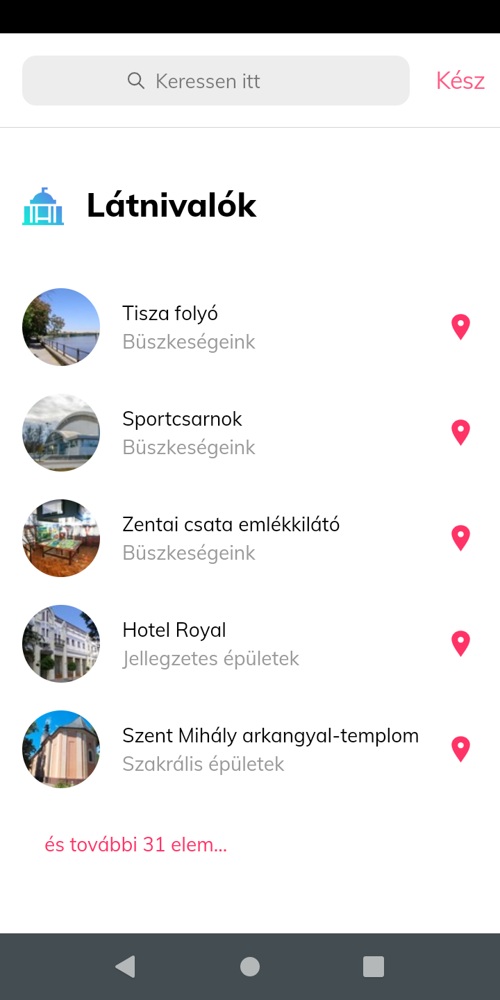 Keressen itt
Kész
Látnivalók
Tisza folyó
Büszkeségeink
Sportcsarnok
Büszkeségeink
Zentai csata emlékkilátó
Büszkeségeink
Hotel Royal
Jellegzetes épületek
Szent Mihály arkangyal-templom
Szakrális épületek
és további 31 elem...